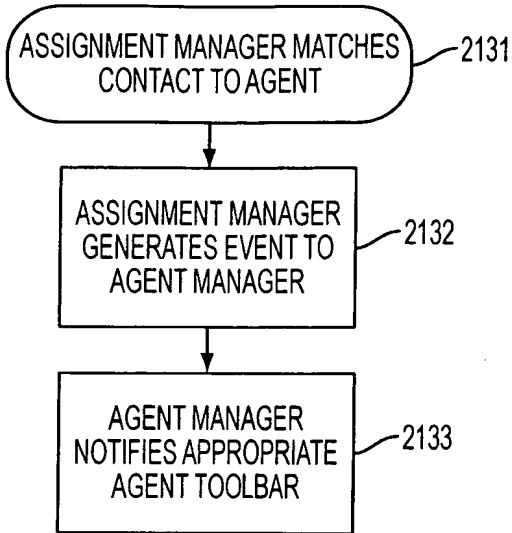 ASSIGNMENT MANAGER MATCHES
CONTACT TO AGENT
2131
ASSIGNMENT MANAGER
GENERATES EVENT TO
AGENT MANAGER
2132
AGENT MANAGER
NOTIFIES APPROPRIATE
AGENT TOOLBAR
2133